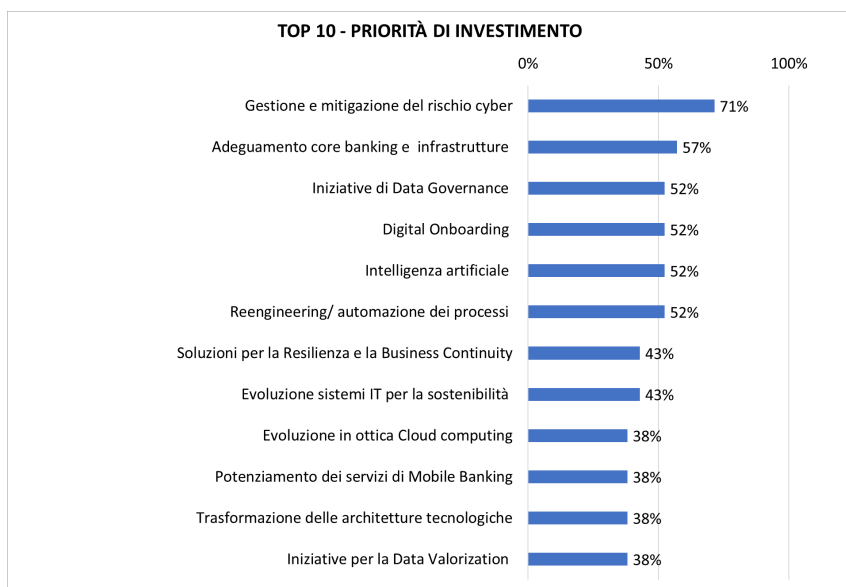 TOP 10 - PRIORITÀ DI INVESTIMENTO
0% 50% 100%
Gestione e mitigazione del rischio cyber 71%
Adeguamento core banking e infrastrutture 57%
Iniziative di Data Governance 52%
Digital Onboarding 52%
Intelligenza artificiale 52%
Reengineering/ automazione dei processi 52%
Soluzioni per la Resilienza e la Business Continuity 43%
Evoluzione sistemi IT per la sostenibilità 43%
Evoluzione in ottica Cloud computing 38%
Potenziamento dei servizi di Mobile Banking 38%
Trasformazione delle architetture tecnologiche 38%
Iniziative per la Data Valorization 38%